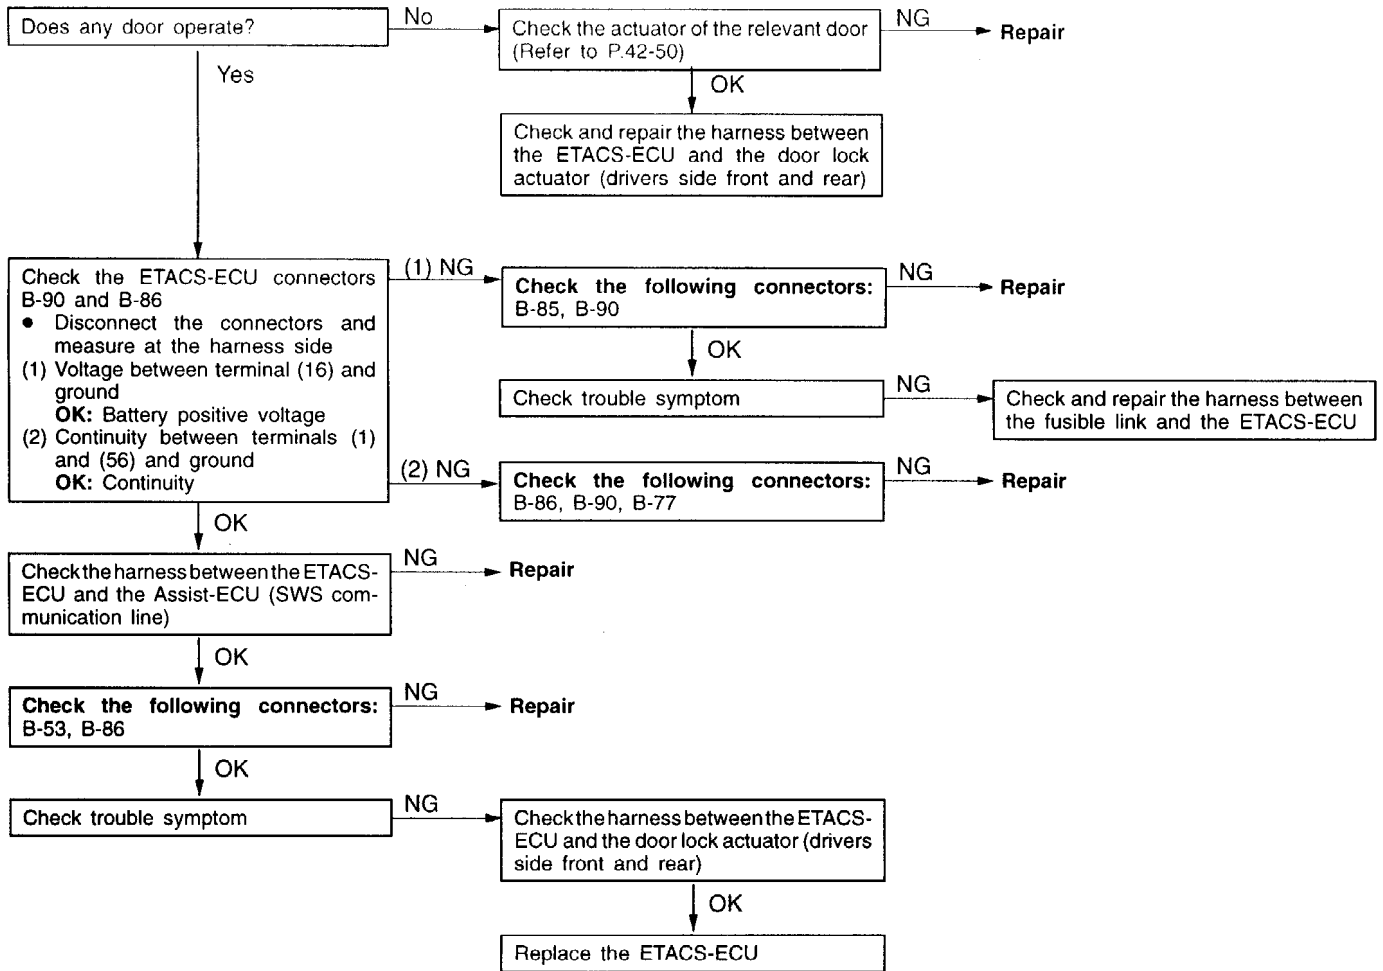 Does any door operate?
No
Check the actuator of the relevant door
(Refer to P.42-50)
NG
Repair
Yes
OK
Check and repair the harness between
the ETACS-ECU and the door lock
actuator (drivers side front and rear)
Check the ETACS-ECU connectors
B-90 and B-86
● Disconnect the connectors and
measure at the harness side
(1) Voltage between terminal (16) and
ground
OK: Battery positive voltage
(2) Continuity between terminals (1)
and (56) and ground
OK: Continuity
(1) NG
Check the following connectors:
B-85, B-90
NG
Repair
OK
Check trouble symptom
NG
Check and repair the harness between
the fusible link and the ETACS-ECU
(2) NG
Check the following connectors:
B-86, B-90, B-77
NG
Repair
OK
Check the harness between the ETACS-
ECU and the Assist-ECU (SWS com-
munication line)
NG
Repair
OK
Check the following connectors:
B-53, B-86
NG
Repair
OK
Check trouble symptom
NG
Check the harness between the ETACS-
ECU and the door lock actuator (drivers
side front and rear)
OK
Replace the ETACS-ECU